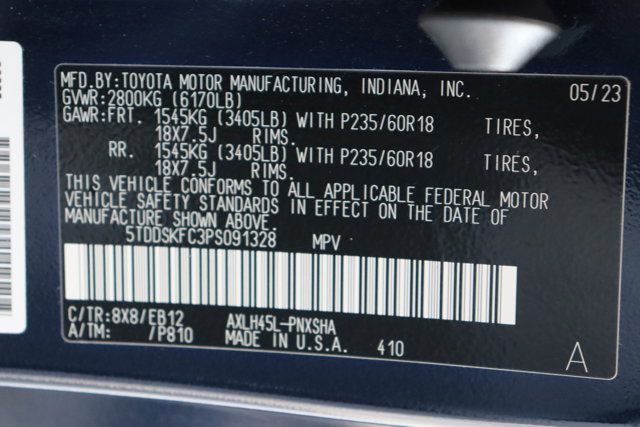 MFD.BY:TOYOTA MOTOR MANUFACTURING, INDIANA, INC. 05/23
GVWR:2800KG (6170LB)
GAWR:FRT. 1545KG (3405LB) WITH P235/60R18 TIRES,
18X7.5J RIMS.
RR. 1545KG (3405LB) WITH P235/60R18 TIRES,
18X7.5J RIMS.
THIS VEHICLE CONFORMS TO ALL APPLICABLE FEDERAL MOTOR
VEHICLE SAFETY STANDARDS IN EFFECT ON THE DATE OF
MANUFACTURE SHOWN ABOVE.
5TDDSKFC3PS091328 MPV
C/TR:8X8/EB12 AXLH45L-PNXSHA
A/TM: /P810 MADE IN U.S.A. 410 A